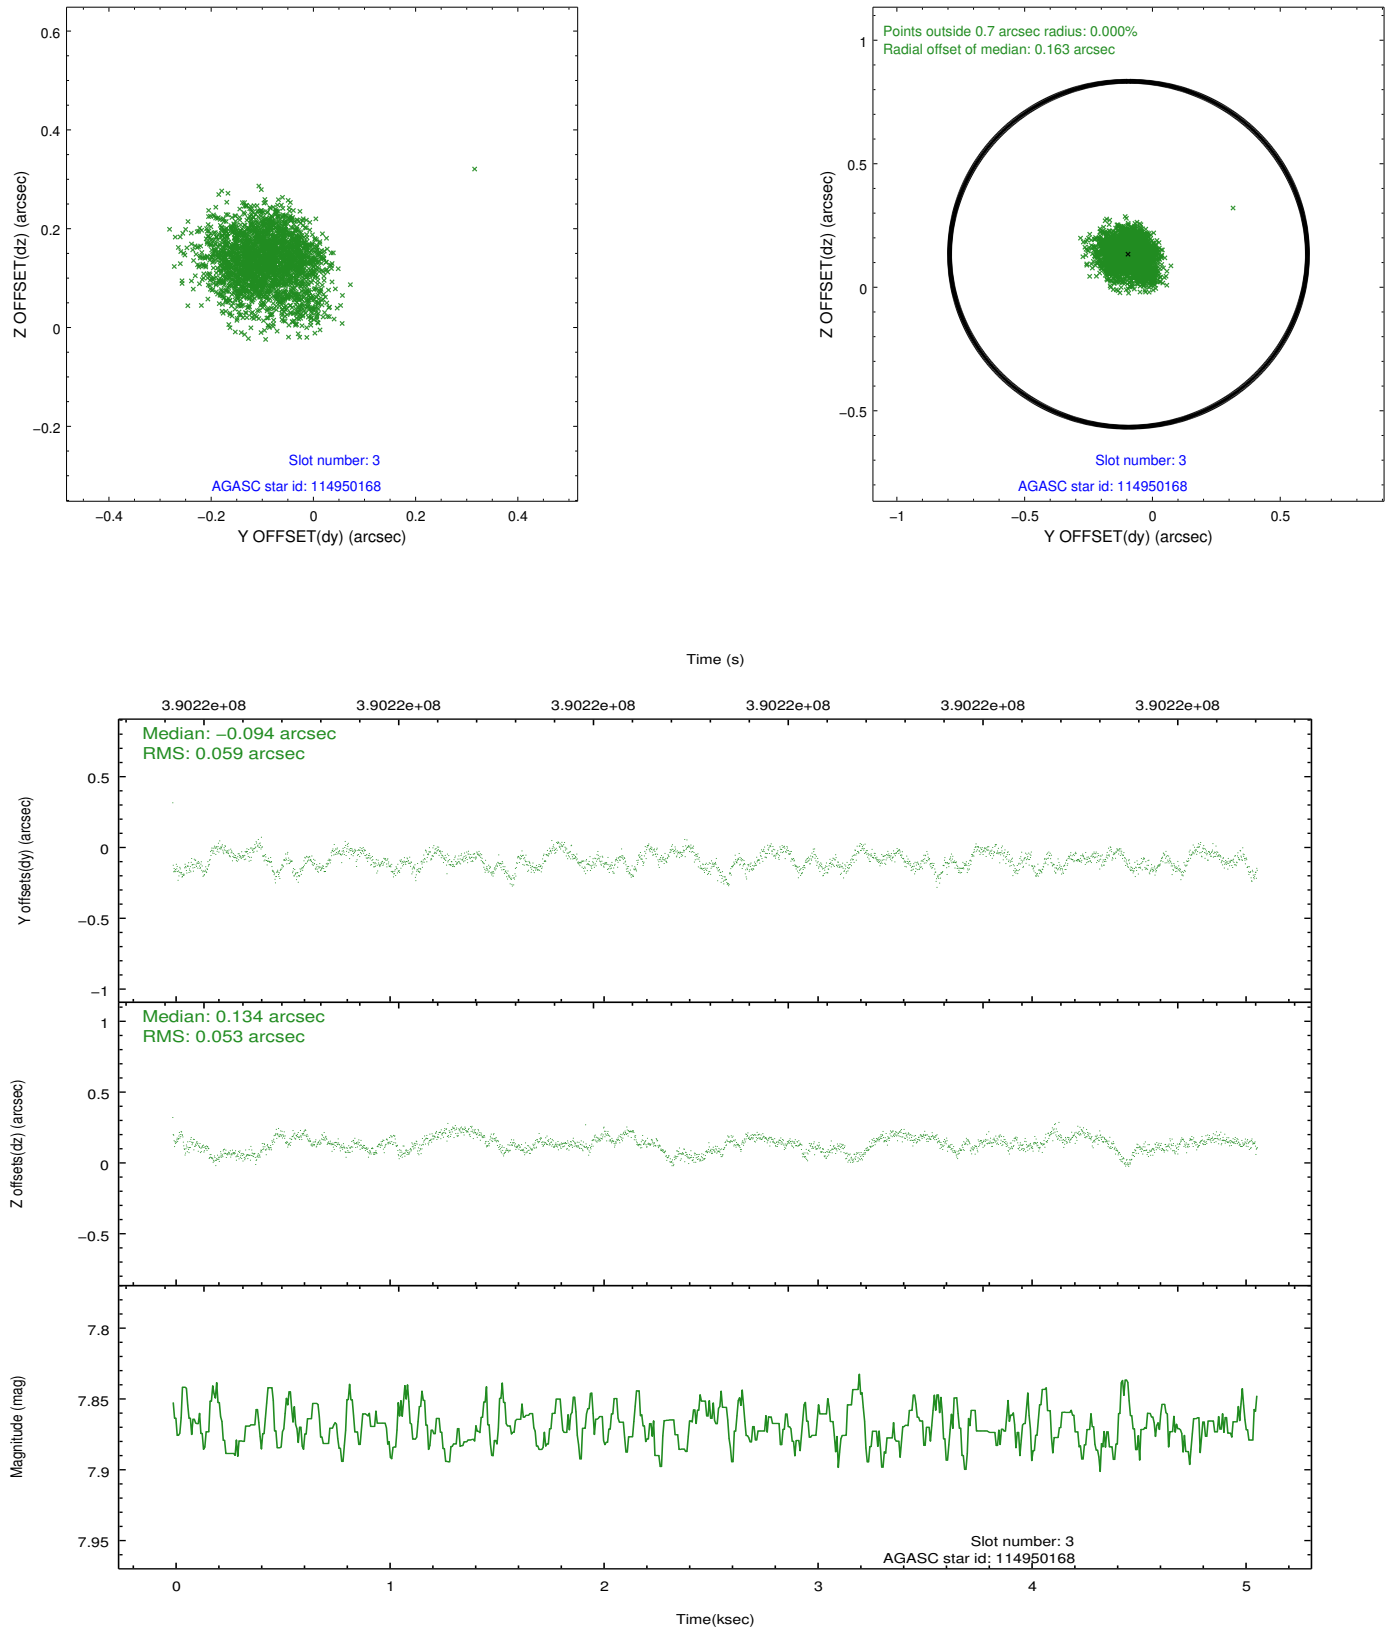 0.6
0.4
0.2
0
−0.2
−0.4
−0.2
0
0.2
0.4
Z OFFSET(dz) (arcsec)
Y OFFSET(dy) (arcsec)
Slot number: 3
AGASC star id: 114950168
Points outside 0.7 arcsec radius: 0.000%
Radial offset of median: 0.163 arcsec
1
0.5
0
−0.5
−1
−0.5
0
0.5
Z OFFSET(dz) (arcsec)
Y OFFSET(dy) (arcsec)
Slot number: 3
AGASC star id: 114950168
Time (s)
3.9022e+08 3.9022e+08 3.9022e+08 3.9022e+08 3.9022e+08 3.9022e+08
Median: −0.094 arcsec
RMS: 0.059 arcsec
0.5
0
−0.5
−1
Y offsets(dy) (arcsec)
Median: 0.134 arcsec
RMS: 0.053 arcsec
1
0.5
0
−0.5
Z offsets(dz) (arcsec)
7.8
7.85
7.9
7.95
Magnitude (mag)
Slot number: 3
AGASC star id: 114950168
0 1 2 3 4 5
Time(ksec)